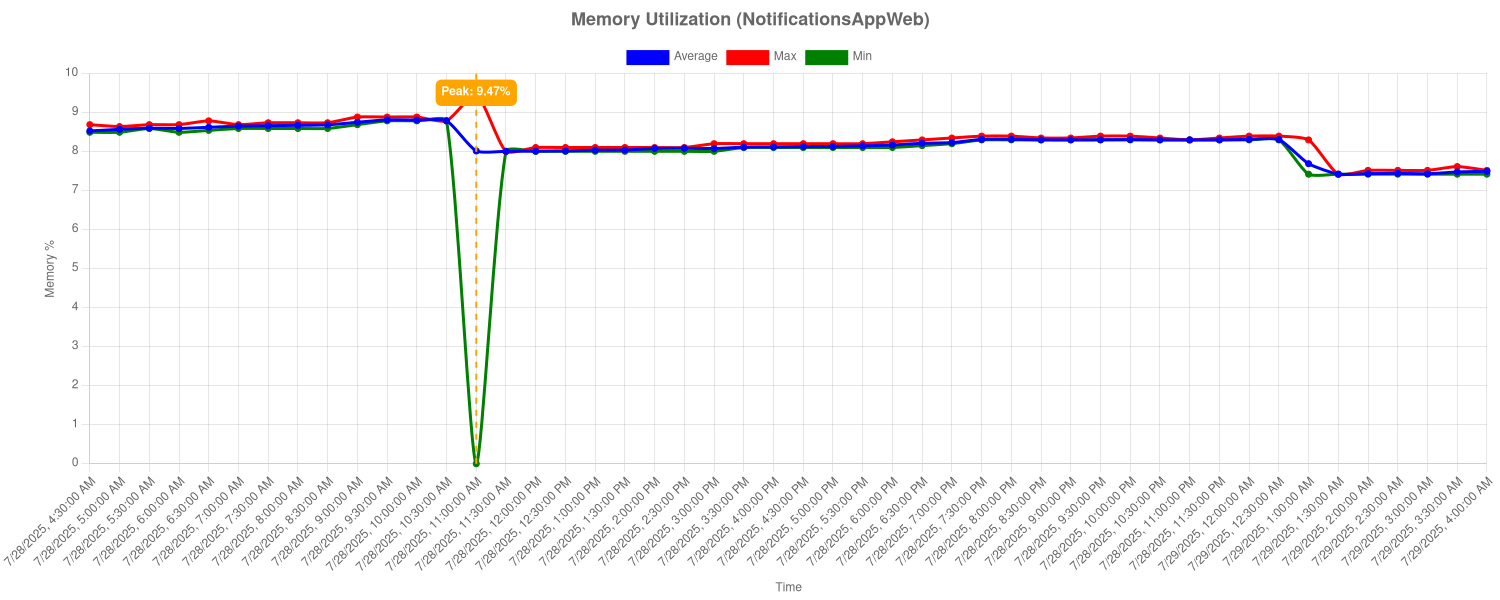 Memory Utilization (NotificationsAppWeb)
Average Max Min
Peak: 9.47%
10
9
8
7
6
5
4
3
2
1
0
Memory %
7/28/2025, 4:30:00 AM
7/28/2025, 5:00:00 AM
7/28/2025, 5:30:00 AM
7/28/2025, 6:00:00 AM
7/28/2025, 6:30:00 AM
7/28/2025, 7:00:00 AM
7/28/2025, 7:30:00 AM
7/28/2025, 8:00:00 AM
7/28/2025, 8:30:00 AM
7/28/2025, 9:00:00 AM
7/28/2025, 9:30:00 AM
7/28/2025, 10:00:00 AM
7/28/2025, 10:30:00 AM
7/28/2025, 11:00:00 AM
7/28/2025, 11:30:00 AM
7/28/2025, 12:00:00 PM
7/28/2025, 12:30:00 PM
7/28/2025, 1:00:00 PM
7/28/2025, 1:30:00 PM
7/28/2025, 2:00:00 PM
7/28/2025, 2:30:00 PM
7/28/2025, 3:00:00 PM
7/28/2025, 3:30:00 PM
7/28/2025, 4:00:00 PM
7/28/2025, 4:30:00 PM
7/28/2025, 5:00:00 PM
7/28/2025, 5:30:00 PM
7/28/2025, 6:00:00 PM
7/28/2025, 6:30:00 PM
7/28/2025, 7:00:00 PM
7/28/2025, 7:30:00 PM
7/28/2025, 8:00:00 PM
7/28/2025, 8:30:00 PM
7/28/2025, 9:00:00 PM
7/28/2025, 9:30:00 PM
7/28/2025, 10:00:00 PM
7/28/2025, 10:30:00 PM
7/28/2025, 11:00:00 PM
7/28/2025, 11:30:00 PM
7/29/2025, 12:00:00 AM
7/29/2025, 12:30:00 AM
7/29/2025, 1:00:00 AM
7/29/2025, 1:30:00 AM
7/29/2025, 2:00:00 AM
7/29/2025, 2:30:00 AM
7/29/2025, 3:00:00 AM
7/29/2025, 3:30:00 AM
7/29/2025, 4:00:00 AM
Time